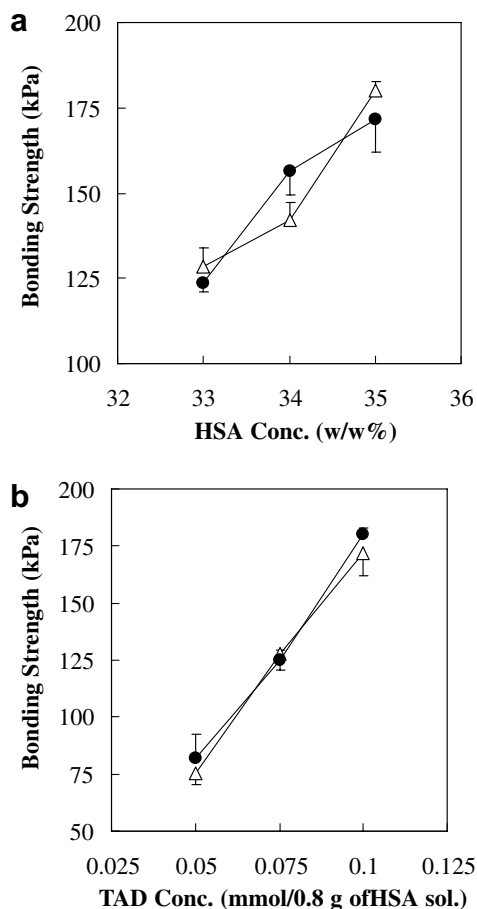 a
200
175
150
125
100
Bonding Strength (kPa)
32 33 34 35 36
HSA Conc. (w/w%)
b
200
175
150
125
100
75
50
Bonding Strength (kPa)
0.025 0.05 0.075 0.1 0.125
TAD Conc. (mmol/0.8 g ofHSA sol.)